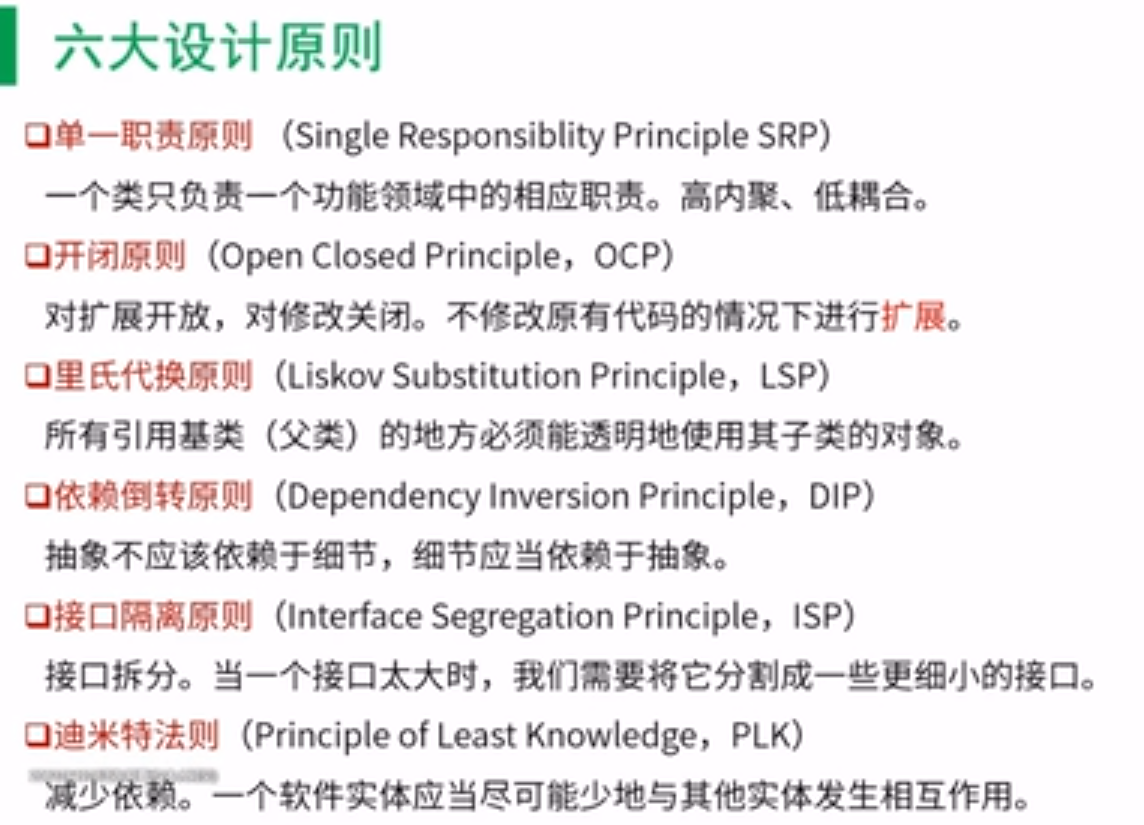 六大设计原则
❑单一职责原则 （Single Responsiblity Principle SRP）
一个类只负责一个功能领域中的相应职责。高内聚、低耦合。
❑开闭原则（Open Closed Principle，OCP）
对扩展开放，对修改关闭。不修改原有代码的情况下进行扩展。
❑里氏代换原则（Liskov Substitution Principle，LSP）
所有引用基类（父类）的地方必须能透明地使用其子类的对象。
❑依赖倒转原则（Dependency Inversion Principle，DIP）
抽象不应该依赖于细节，细节应当依赖于抽象。
❑接口隔离原则（Interface Segregation Principle，ISP）
接口拆分。当一个接口太大时，我们需要将它分割成一些更细小的接口。
❑迪米特法则（Principle of Least Knowledge，PLK）
减少依赖。一个软件实体应当尽可能少地与其他实体发生相互作用。